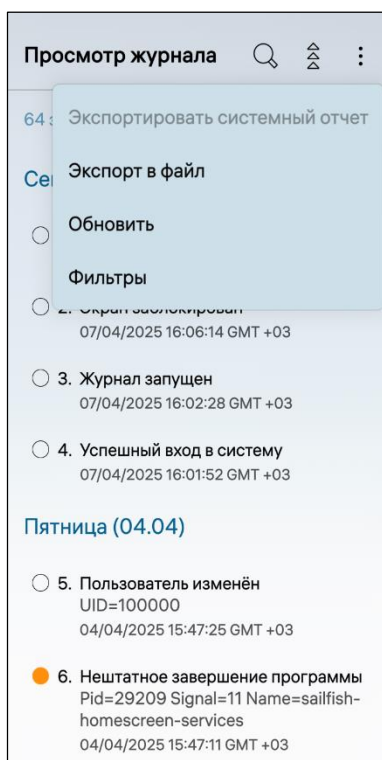 Просмотр журнала
64
Экспортировать системный отчет
Се
Экспорт в файл
Обновить
Фильтры
2. Экран заблокирован
07/04/2025 16:06:14 GMT +03
3. Журнал запущен
07/04/2025 16:02:28 GMT +03
4. Успешный вход в систему
07/04/2025 16:01:52 GMT +03
Пятница (04.04)
5. Пользователь изменён
UID=100000
04/04/2025 15:47:25 GMT +03
6. Нештатное завершение программы
Pid=29209 Signal=11 Name=sailfish-
homescreen-services
04/04/2025 15:47:11 GMT +03